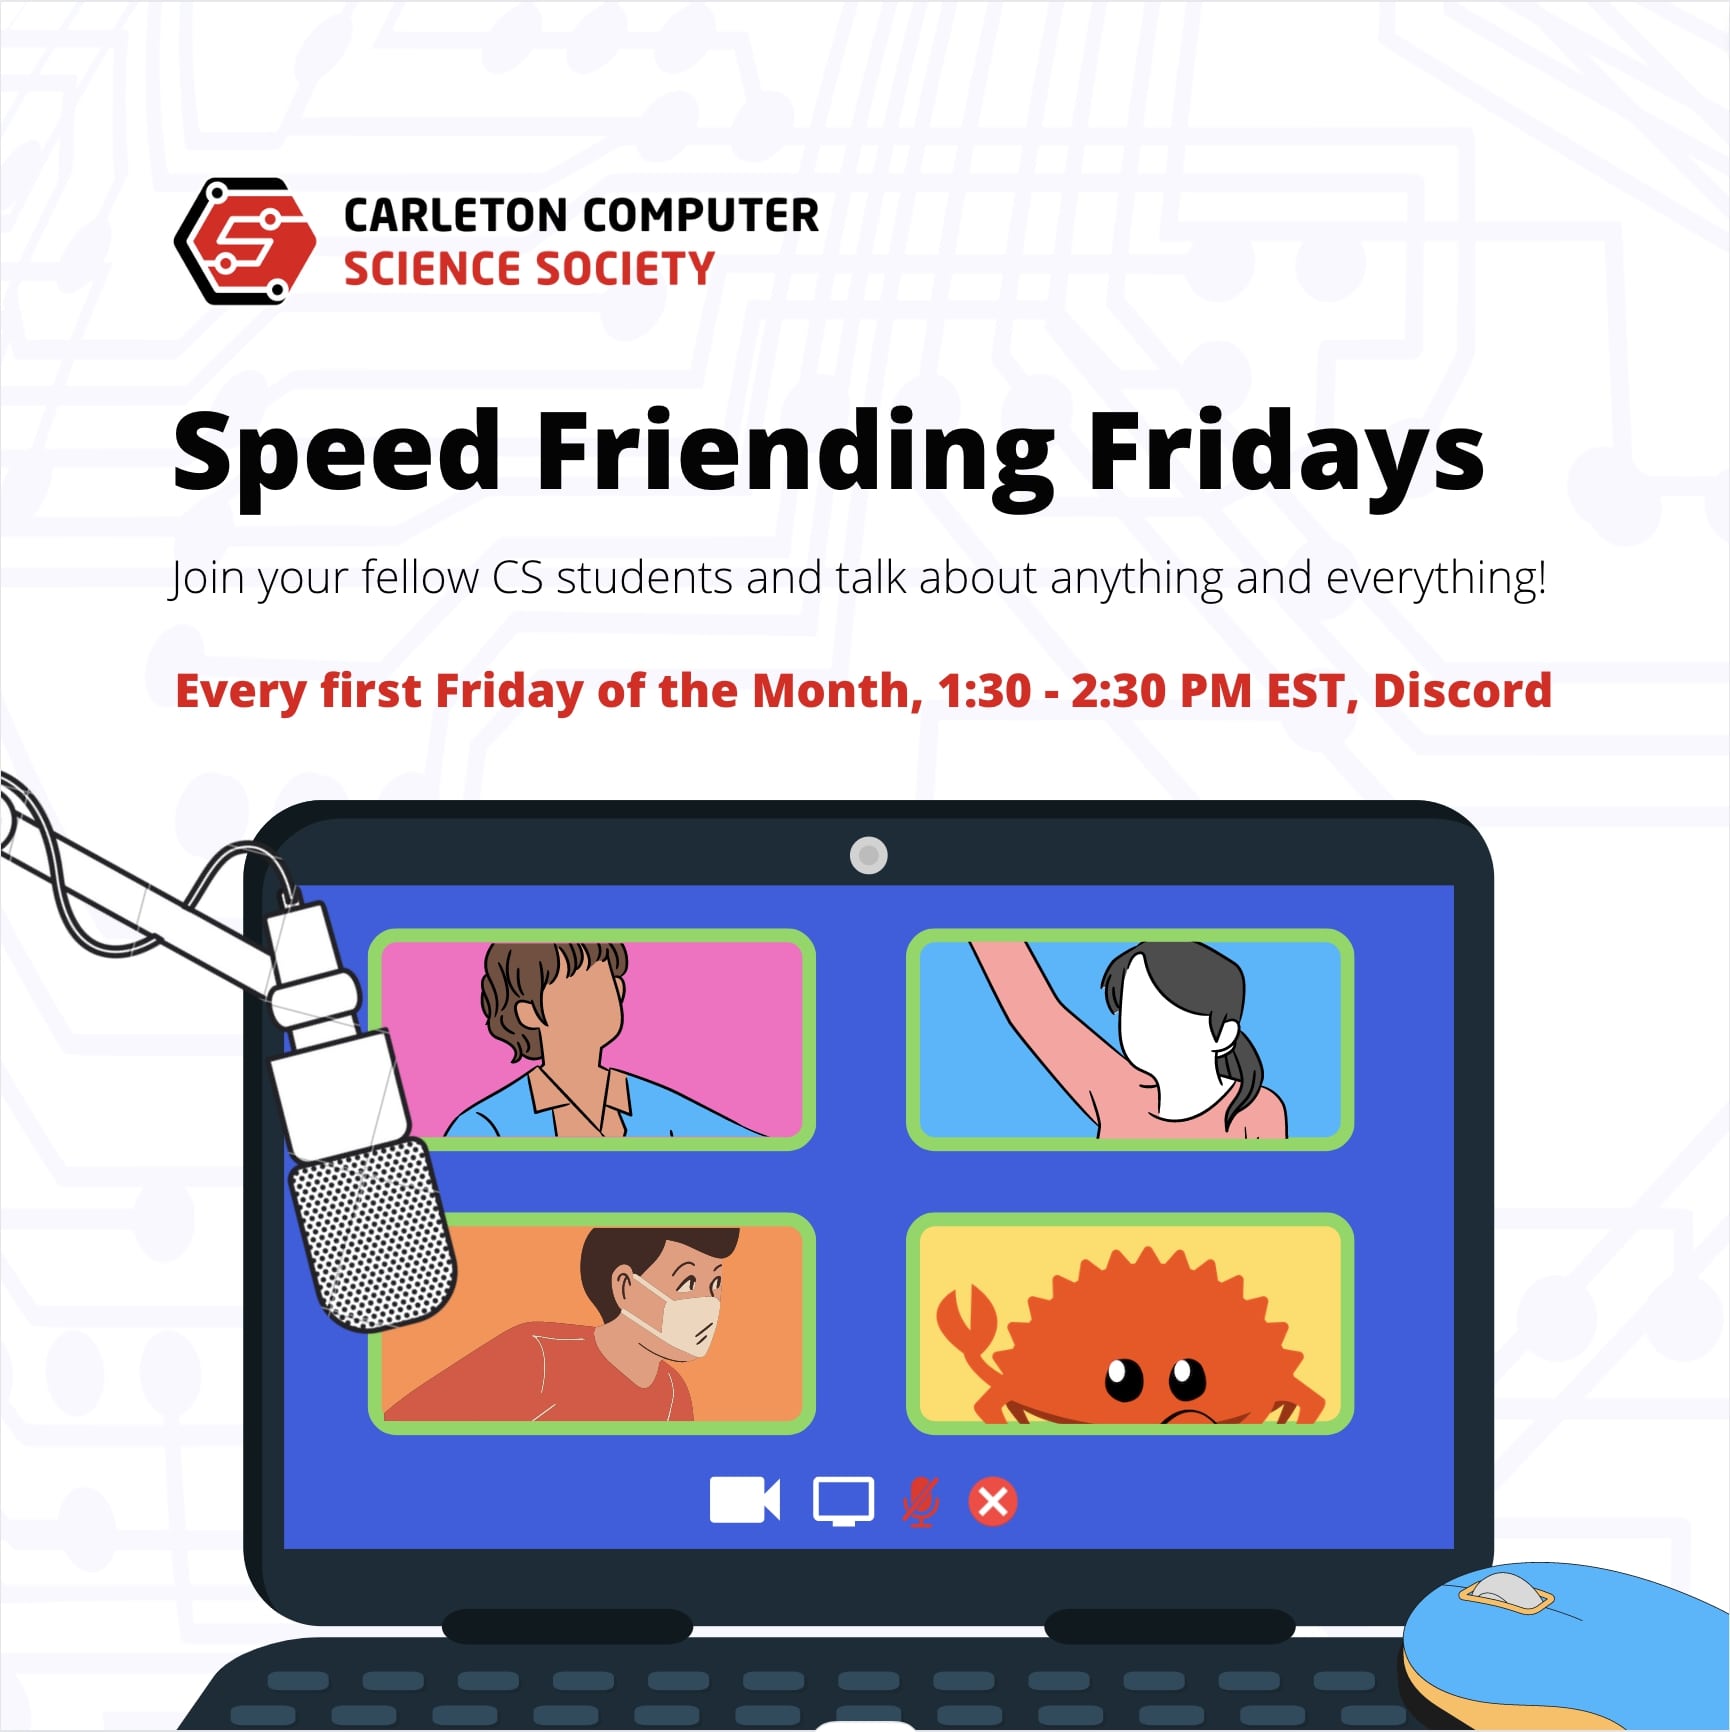 CARLETON COMPUTER
SCIENCE SOCIETY
Speed Friending Fridays
Join your fellow CS students and talk about anything and everything!
Every first Friday of the Month, 1:30 - 2:30 PM EST, Discord